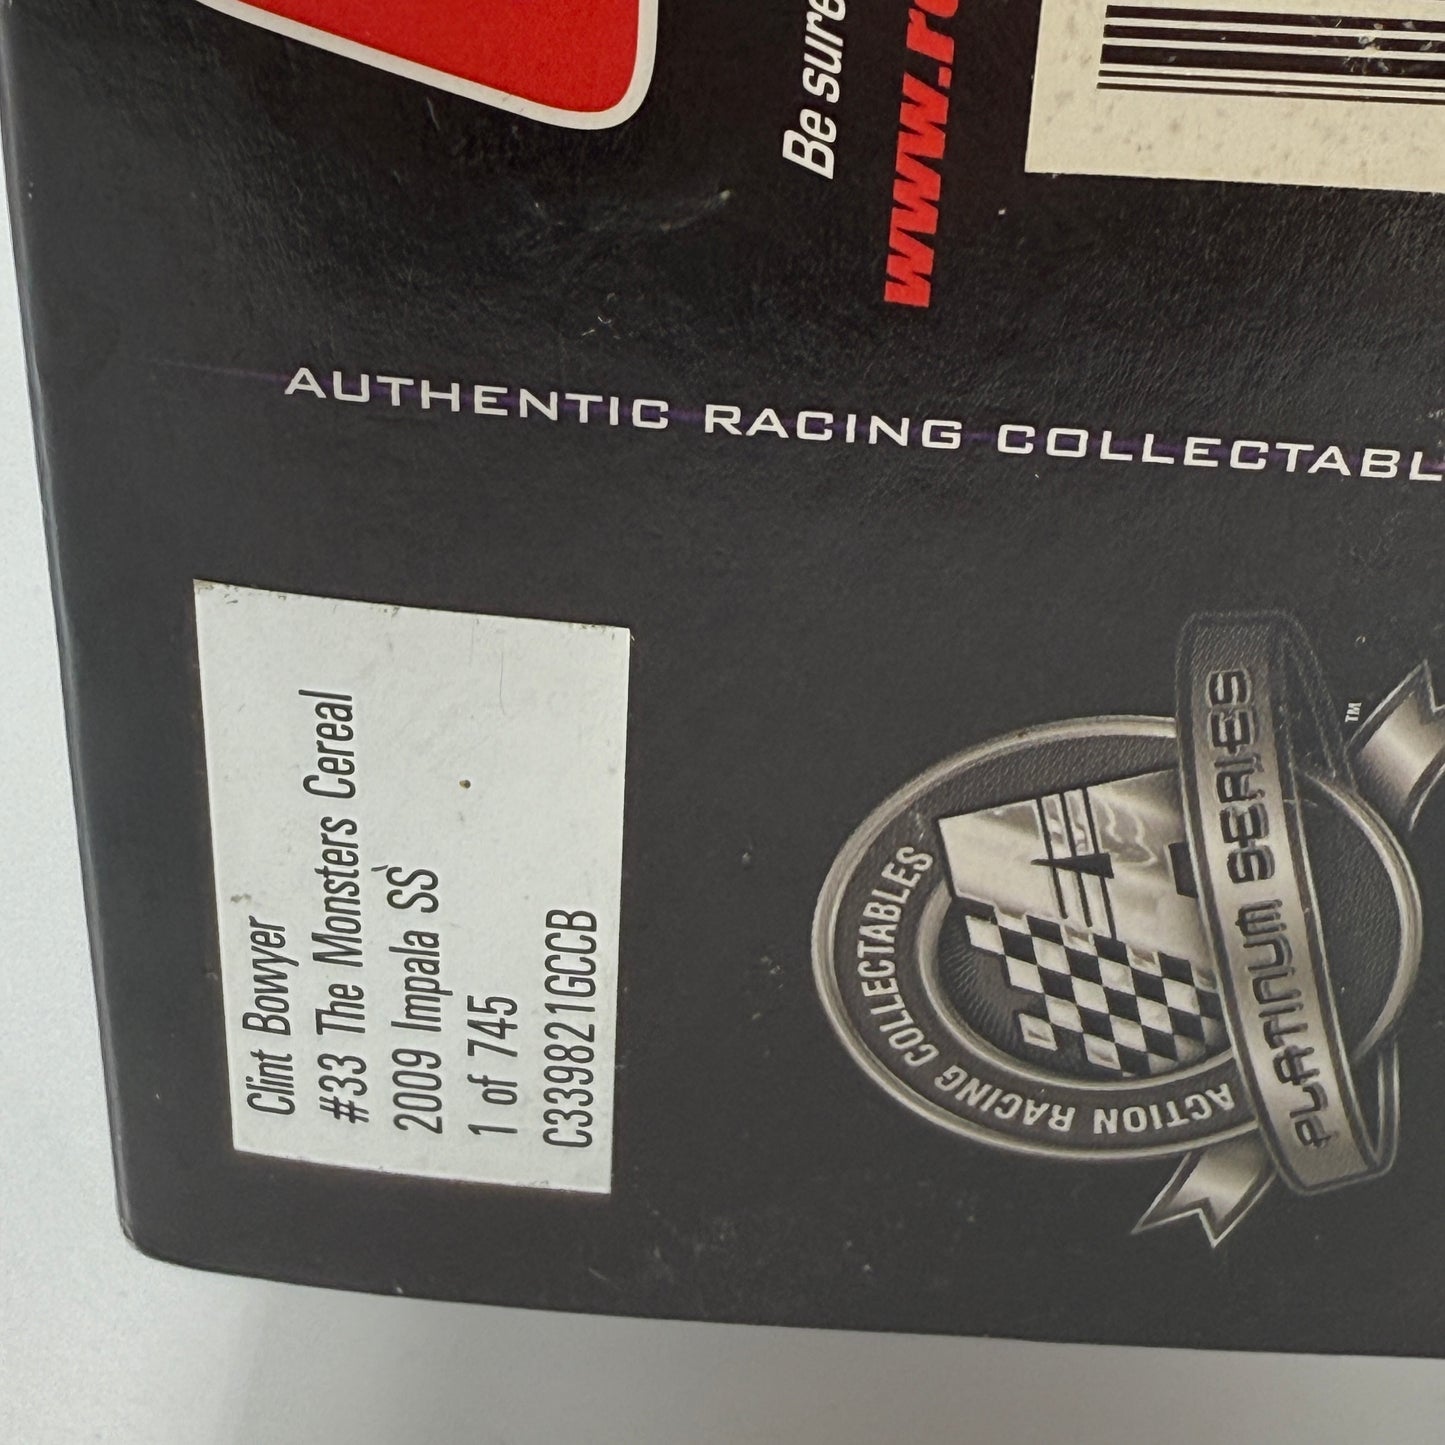 Be sure
www.r
AUTHENTIC RACING COLLECTABL
Clint Bowyer
#33 The Monsters Cereal
2009 Impala SS
1 of 745
C339821GCCB
ACTION RACING COLLECTABLES
PLATINUM SERIES
TM